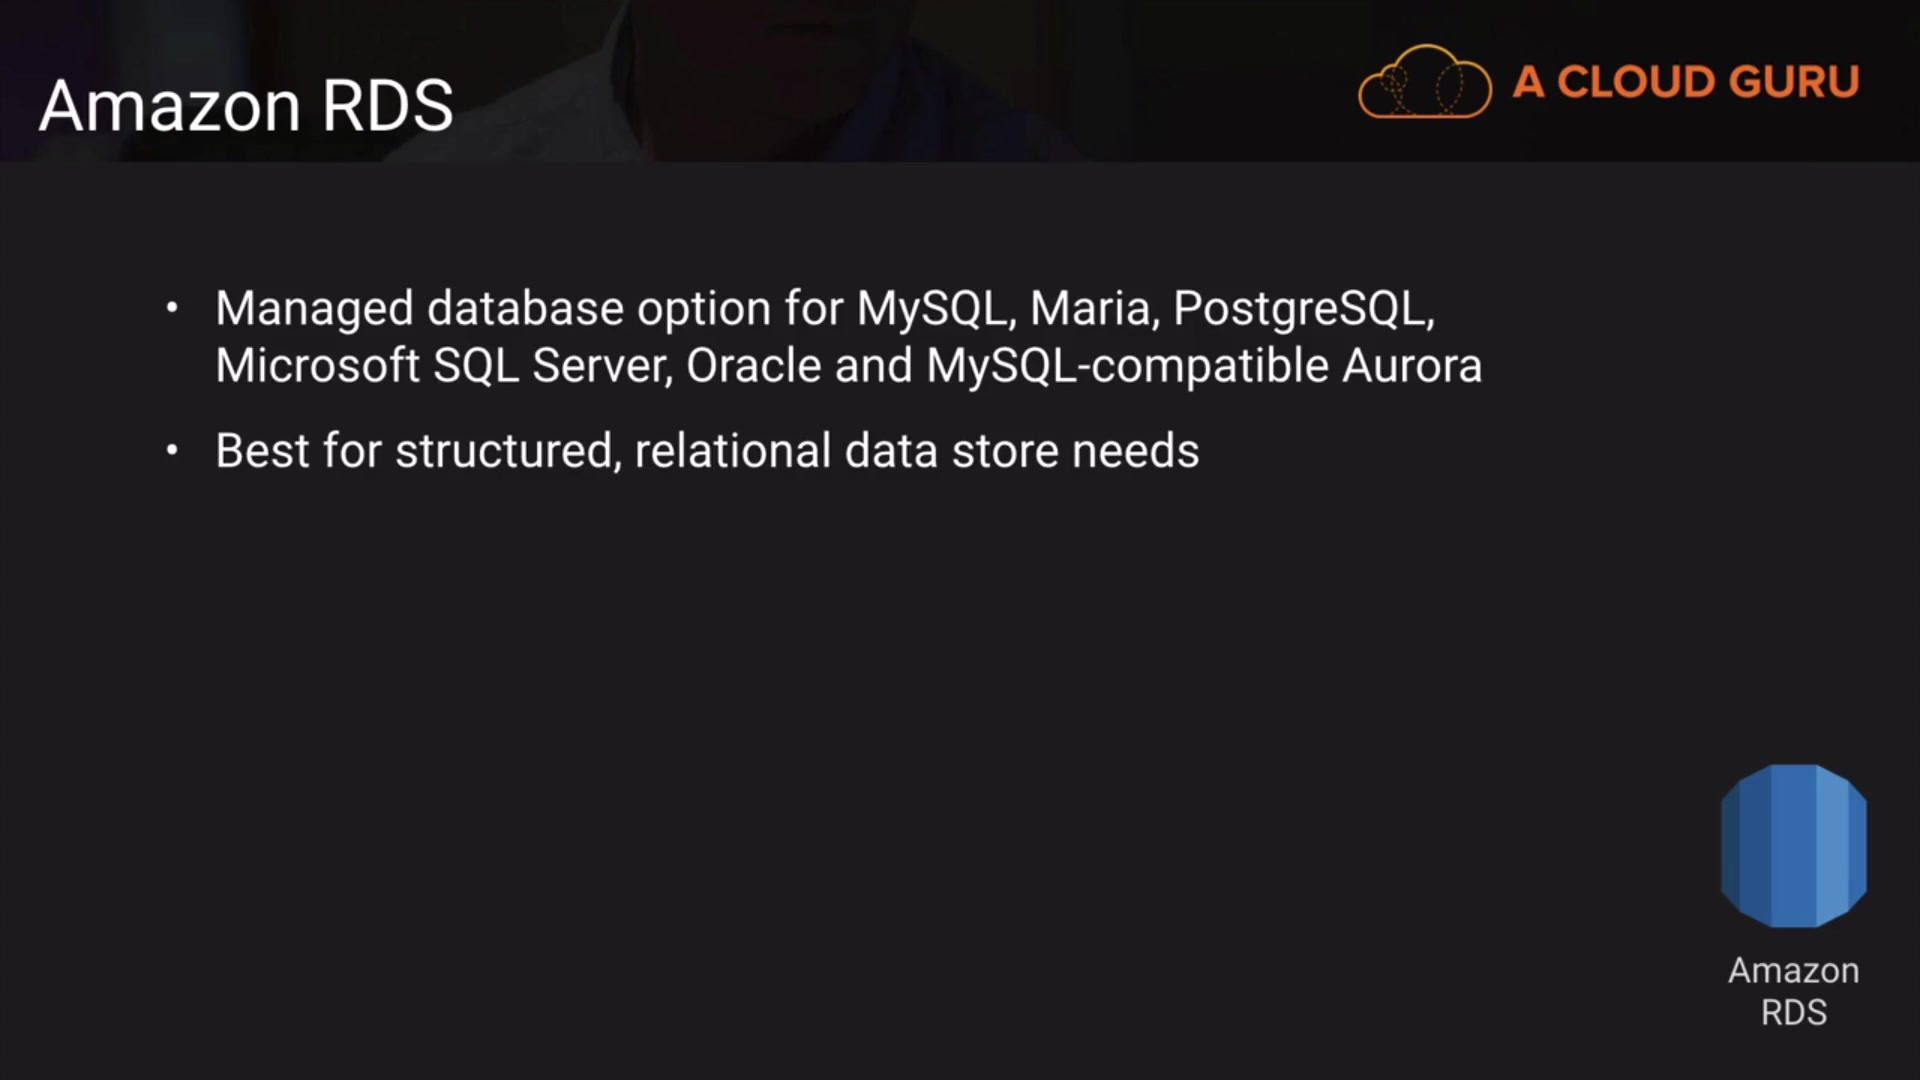 Amazon RDS
A CLOUD GURU
• Managed database option for MySQL, Maria, PostgreSQL,
Microsoft SQL Server, Oracle and MySQL-compatible Aurora
• Best for structured, relational data store needs
Amazon
RDS